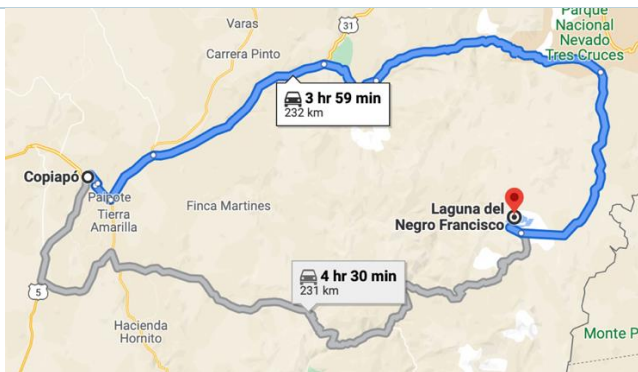 Parque
Nacional
Nevado
Tres Cruces
Varas
31
Carrera Pinto
3 hr 59 min
232 km
Copiapó
Paipote
Tierra
Amarilla
Finca Martines
Laguna del
Negro Francisco
4 hr 30 min
231 km
5
Hacienda
Hornito
Monte P